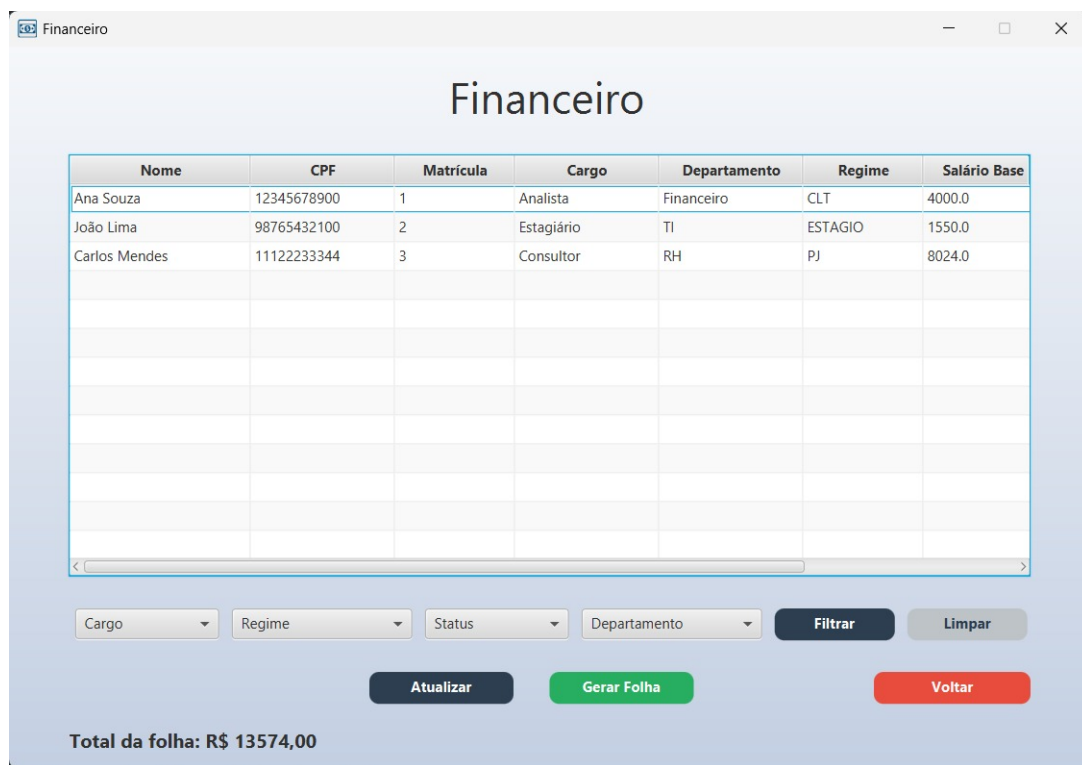 Financeiro
Financeiro
Nome CPF Matrícula Cargo Departamento Regime Salário Base
Ana Souza 12345678900 1 Analista Financeiro CLT 4000.0
João Lima 98765432100 2 Estagiário TI ESTAGIO 1550.0
Carlos Mendes 11122233344 3 Consultor RH PJ 8024.0
Cargo Regime Status Departamento Filtrar Limpar
Atualizar Gerar Folha Voltar
Total da folha: R$ 13574,00